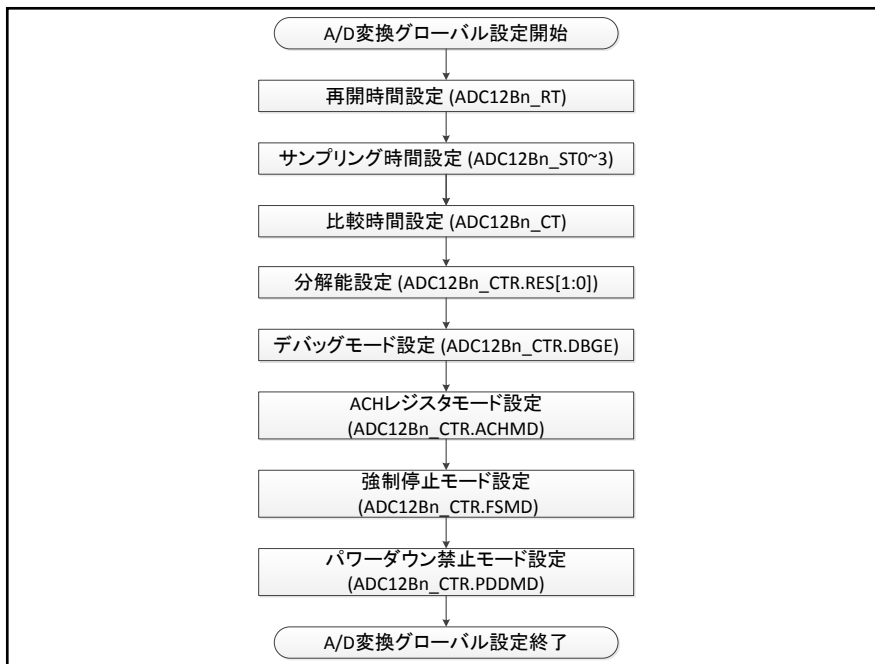 A/D変換グローバル設定開始
再開時間設定 (ADC12Bn_RT)
サンプリング時間設定 (ADC12Bn_ST0~3)
比較時間設定 (ADC12Bn_CT)
分解能設定 (ADC12Bn_CTR.RES[1:0])
デバッグモード設定 (ADC12Bn_CTR.DBGE)
ACHレジスタモード設定
(ADC12Bn_CTR.ACHMD)
強制停止モード設定
(ADC12Bn_CTR.FSMD)
パワーダウン禁止モード設定
(ADC12Bn_CTR.PDDMD)
A/D変換グローバル設定終了